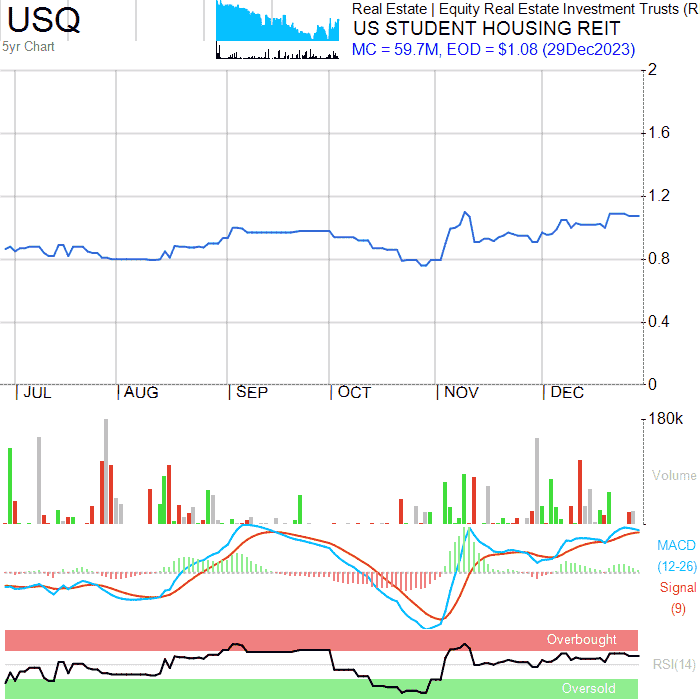 USQ
5yr Chart
Real Estate | Equity Real Estate Investment Trusts (R
US STUDENT HOUSING REIT
MC = 59.7M, EOD = $1.08 (29Dec2023)
2
1.6
1.2
0.8
0.4
0
JUL AUG SEP OCT NOV DEC
180k
Volume
MACD
(12-26)
Signal
(9)
Overbought
RSI(14)
Oversold